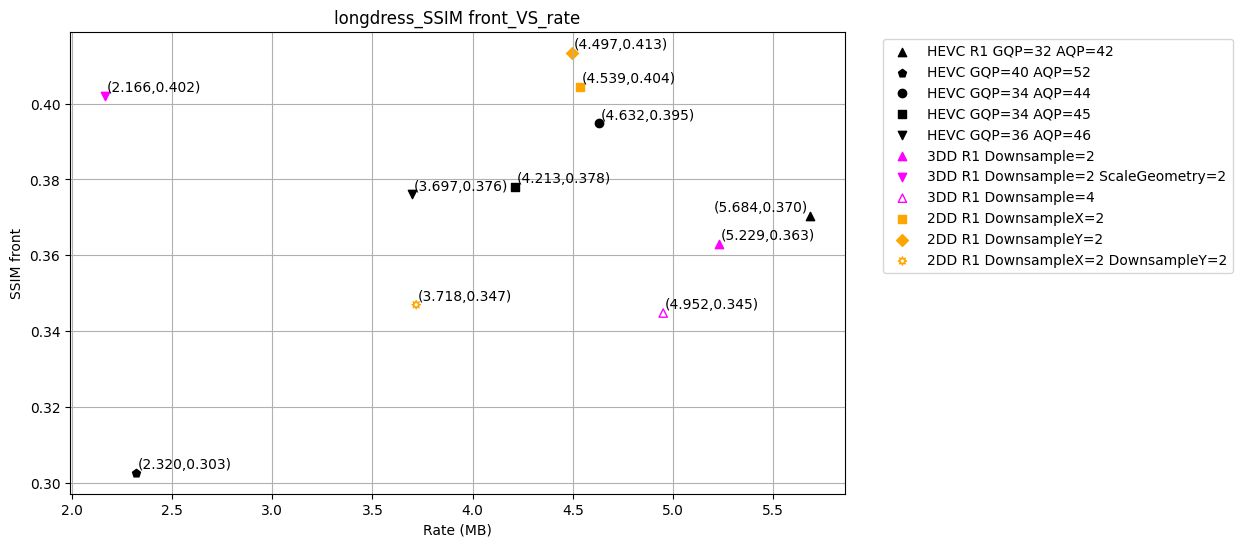 longdress_SSIM front_VS_rate
SSIM front
0.40
0.38
0.36
0.34
0.32
0.30
(4.497,0.413)
(4.539,0.404)
(2.166,0.402)
(4.632,0.395)
(3.697,0.376)
(4.213,0.378)
(5.684,0.370)
(5.229,0.363)
(3.718,0.347)
(4.952,0.345)
(2.320,0.303)
2.0
2.5
3.0
3.5
4.0
4.5
5.0
5.5
Rate (MB)
HEVC R1 GQP=32 AQP=42
HEVC GQP=40 AQP=52
HEVC GQP=34 AQP=44
HEVC GQP=34 AQP=45
HEVC GQP=36 AQP=46
3DD R1 Downsample=2
3DD R1 Downsample=2 ScaleGeometry=2
3DD R1 Downsample=4
2DD R1 DownsampleX=2
2DD R1 DownsampleY=2
2DD R1 DownsampleX=2 DownsampleY=2